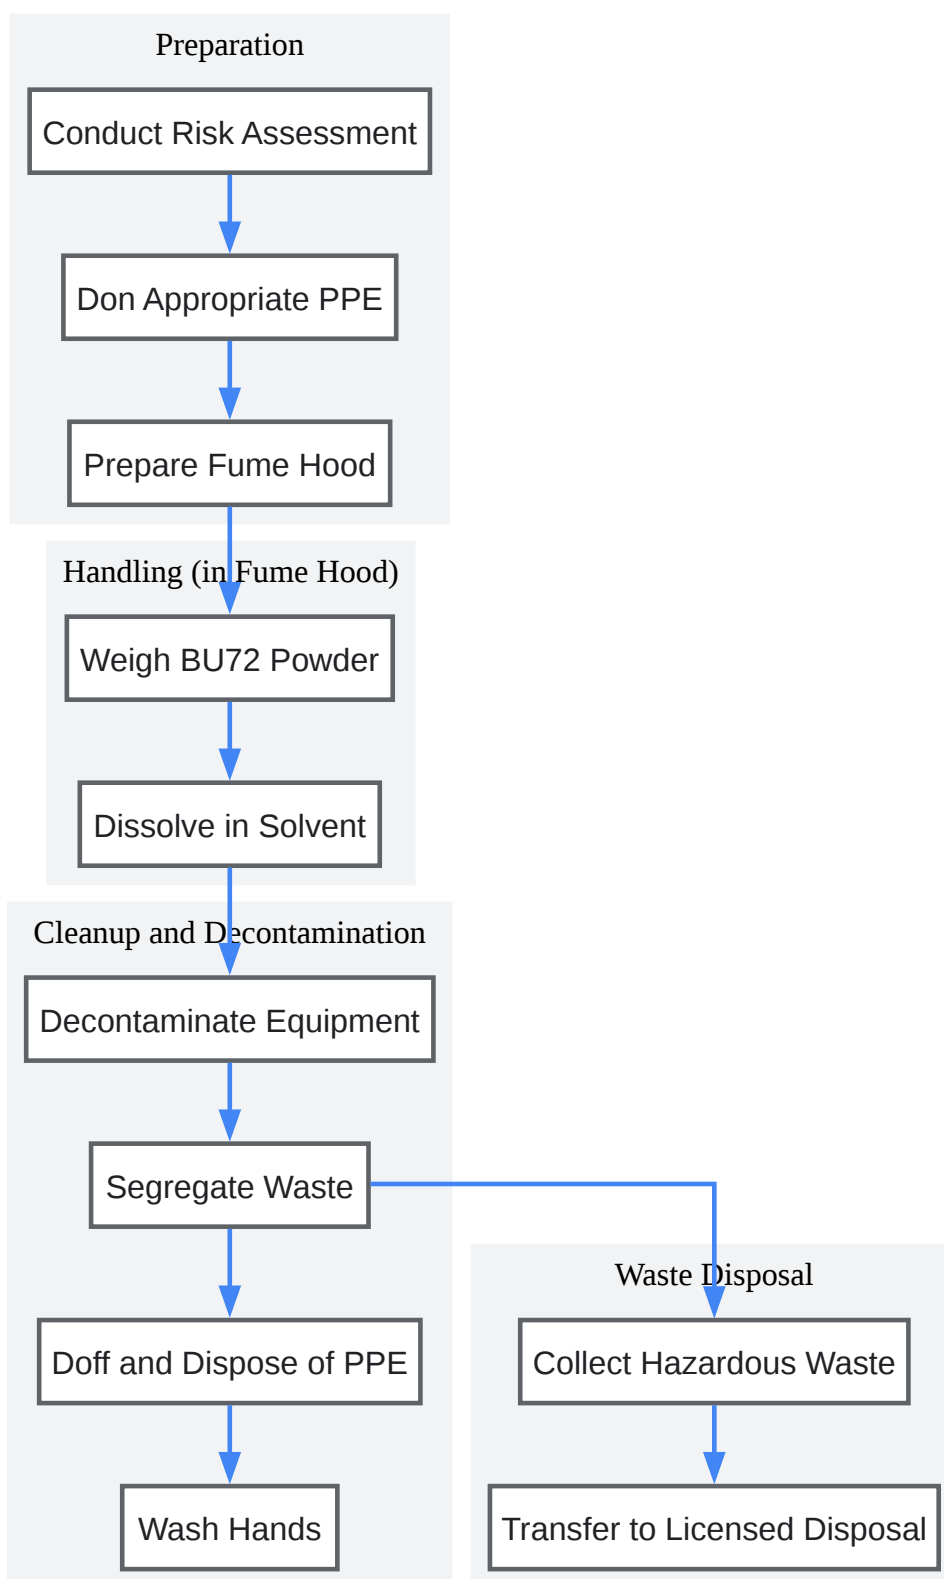 Preparation
Conduct Risk Assessment
Don Appropriate PPE
Prepare Fume Hood
Handling (in Fume Hood)
Weigh BU72 Powder
Dissolve in Solvent
Cleanup and Decontamination
Decontaminate Equipment
Segregate Waste
Doff and Dispose of PPE
Wash Hands
Waste Disposal
Collect Hazardous Waste
Transfer to Licensed Disposal